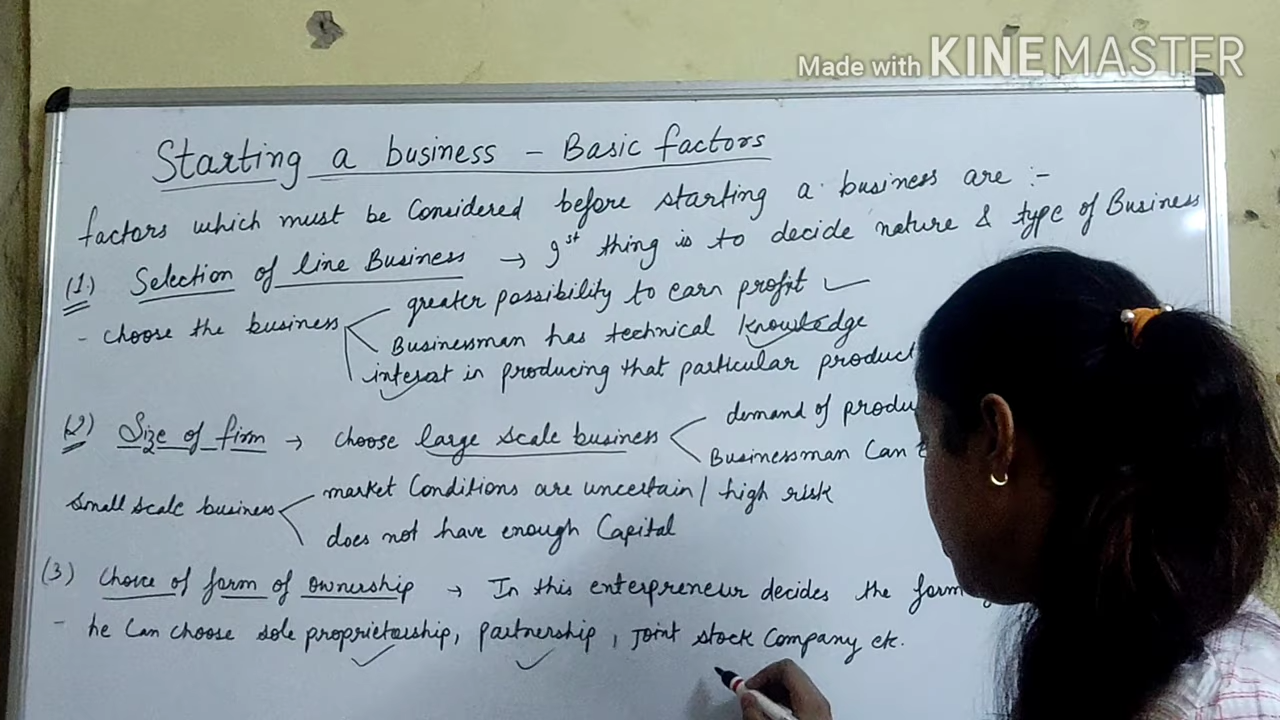 Made with KINEMASTER
Starting a business - Basic factors
factors which must be Considered before starting a business are :-
(1.) Selection of line Business → Ist thing is to decide nature & type of Business
- choose the business
greater possibility to earn profit
Businessman has technical knowledge
interest in producing that particular product
(2) Size of firm → choose large scale business
demand of produ
Businessman Can
Small scale business
market Conditions are uncertain / high risk
does not have enough Capital
(3) Choice of form of ownership → In this enterpreneur decides the form
- he Can choose sole proprietorship, partnership, Joint stock Company etc.